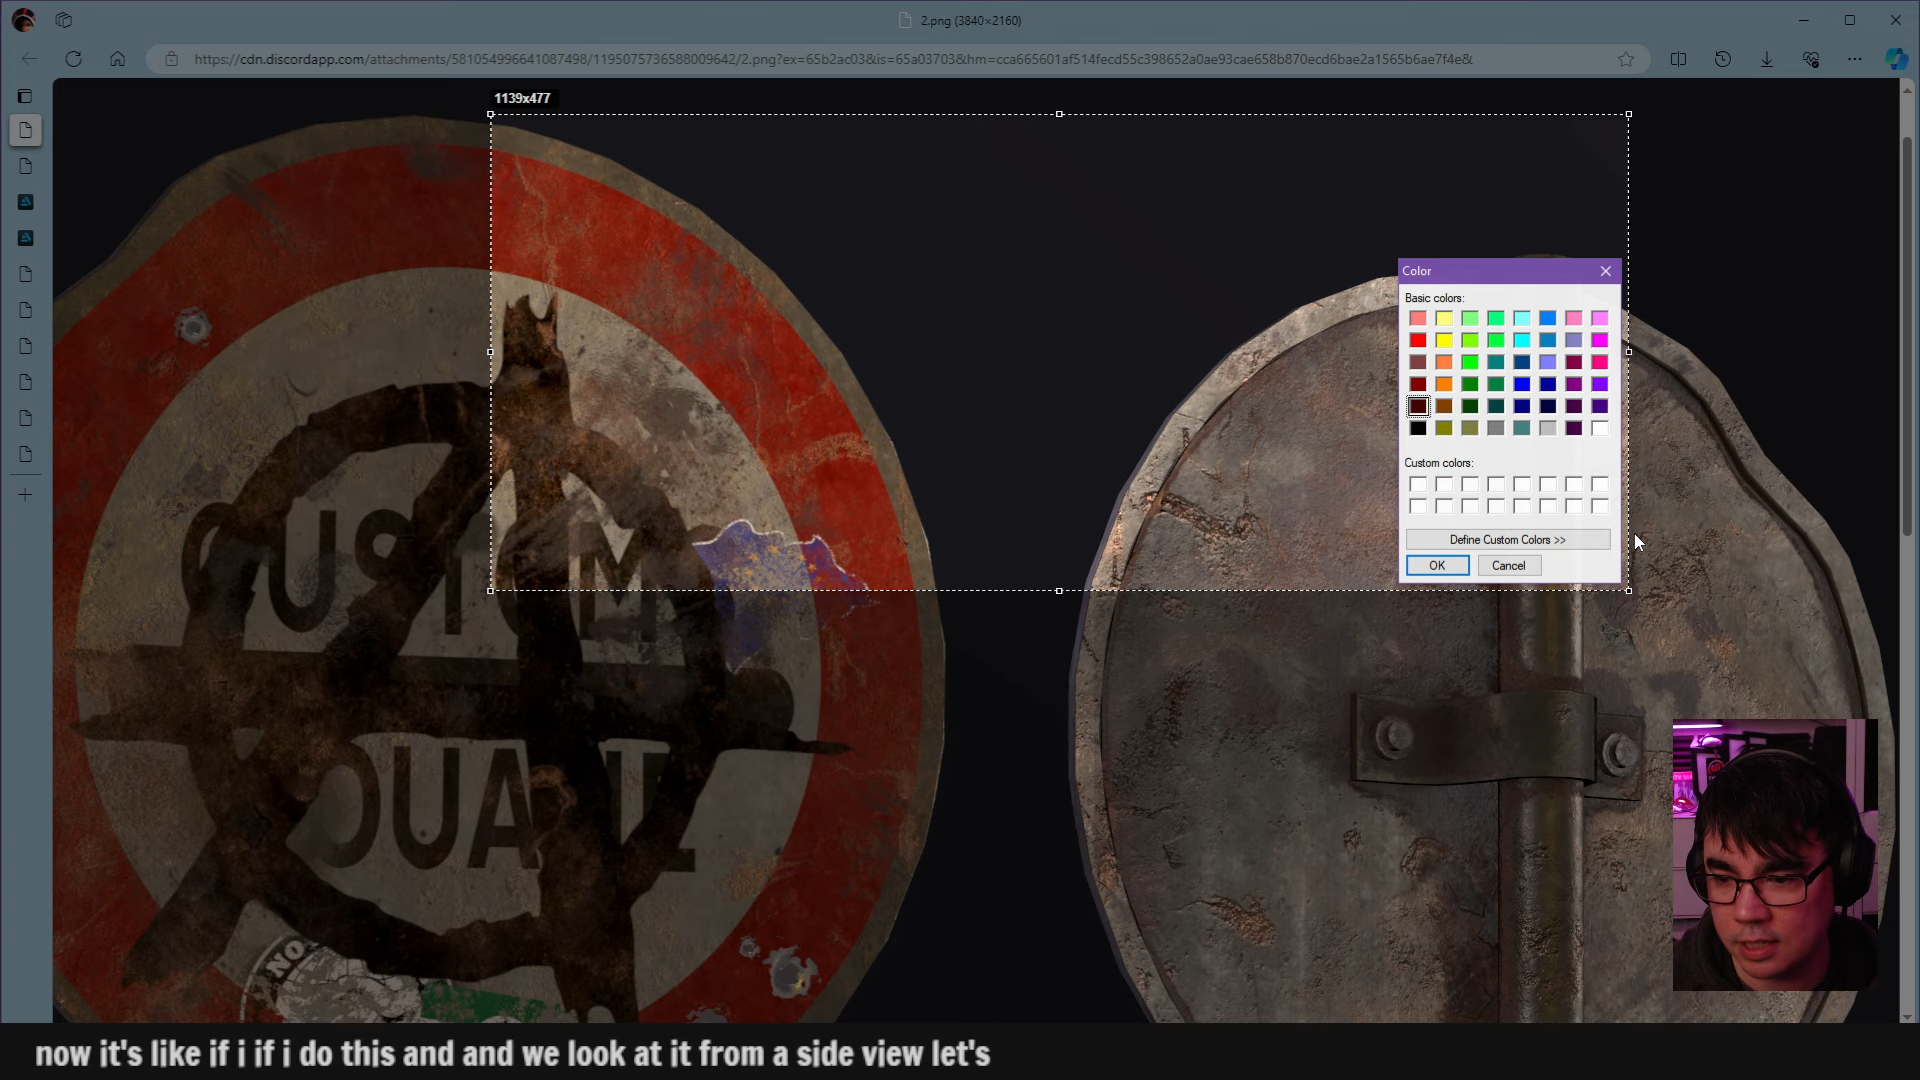 2.png (3840×2160)
https://cdn.discordapp.com/attachments/581054996641087498/1195075736588009642/2.png?ex=65b2ac03&is=65a03703&hm=cca665601af514fecd55c398652a0ae93cae658b870ecd6bae2a1565b6ae7f4e&
1139x477
Color
Basic colors:
Custom colors:
Define Custom Colors >>
OK
Cancel
CUSTOM
NO
now it's like if i if i do this and and we look at it from a side view let's